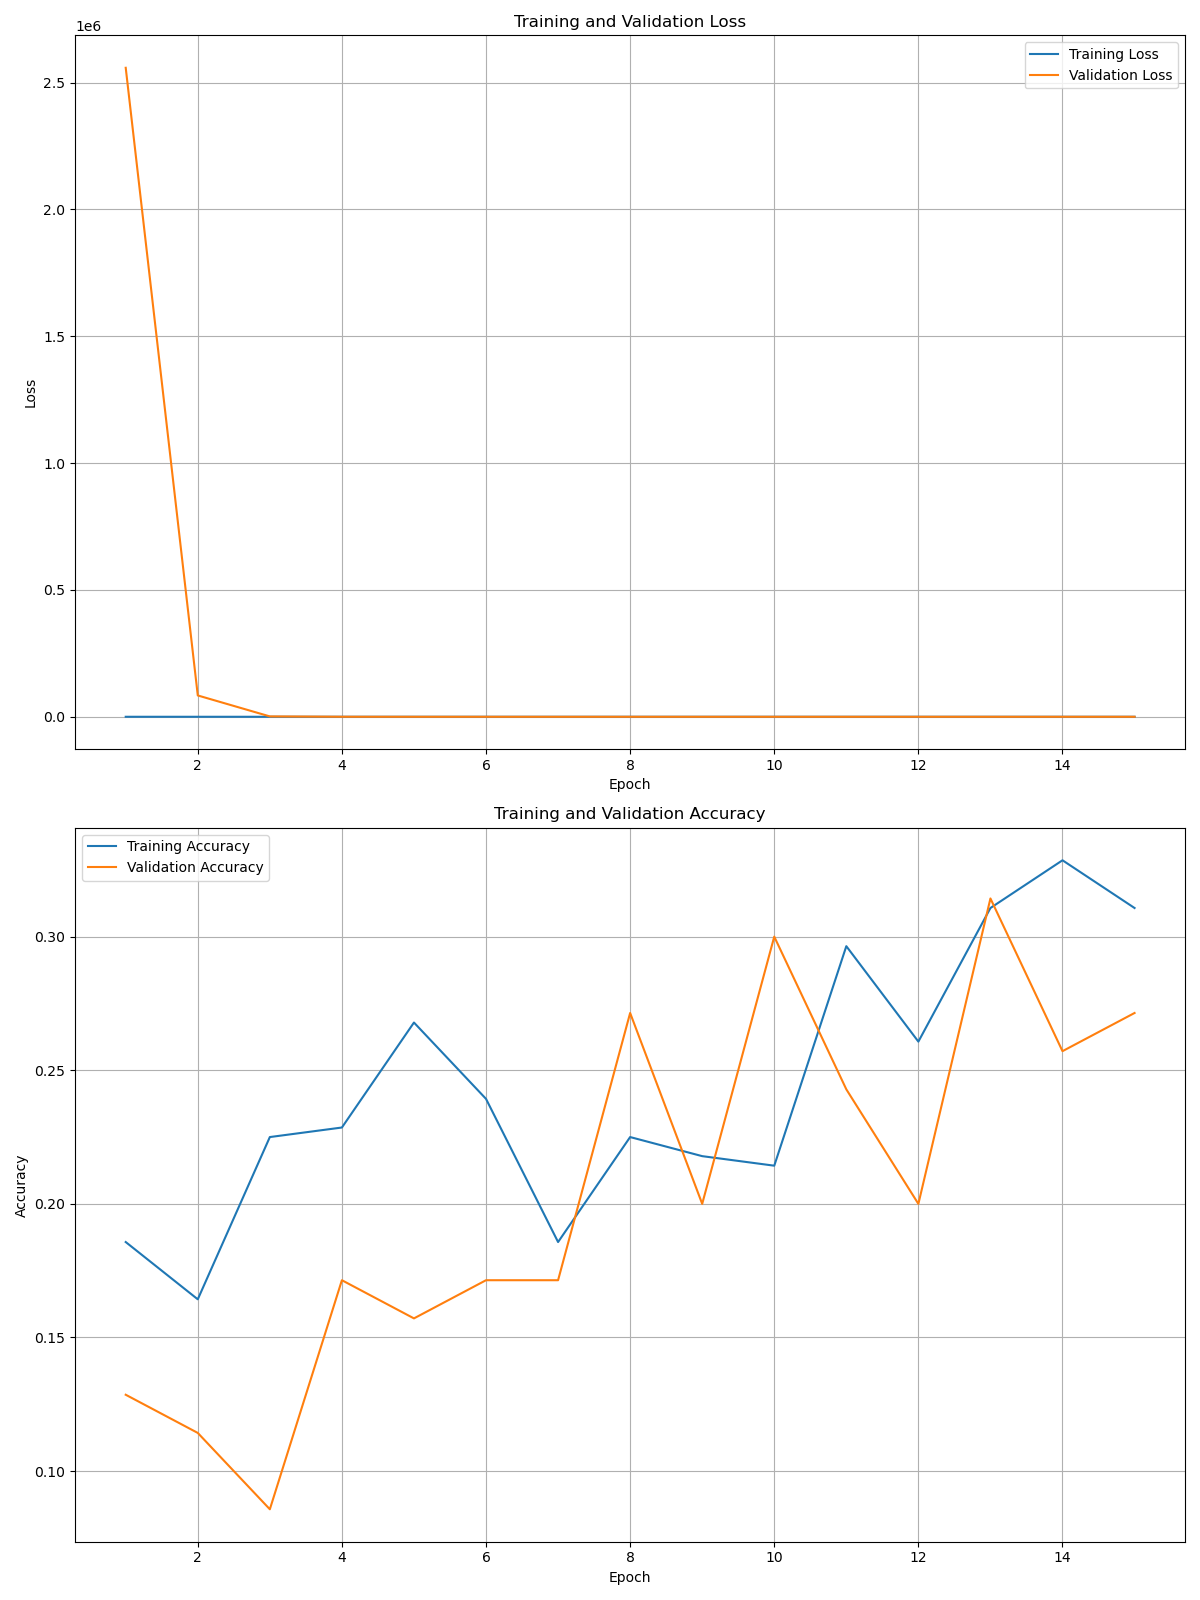 Training and Validation Loss
1e6
Training Loss
Validation Loss
2.5
2.0
1.5
1.0
0.5
0.0
Loss
2 4 6 8 10 12 14
Epoch
Training and Validation Accuracy
Training Accuracy
Validation Accuracy
0.30
0.25
0.20
0.15
0.10
Accuracy
2 4 6 8 10 12 14
Epoch